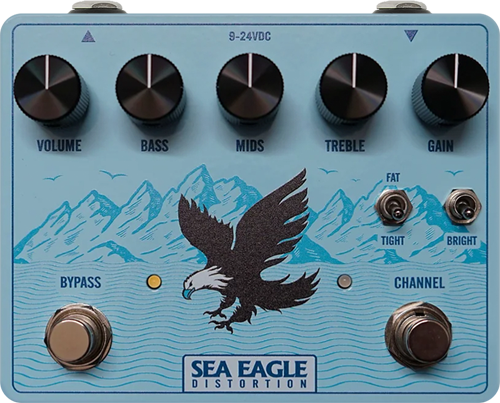 9-24VDC
VOLUME BASS MIDS TREBLE GAIN
FAT
TIGHT BRIGHT
BYPASS CHANNEL
SEA EAGLE
DISTORTION